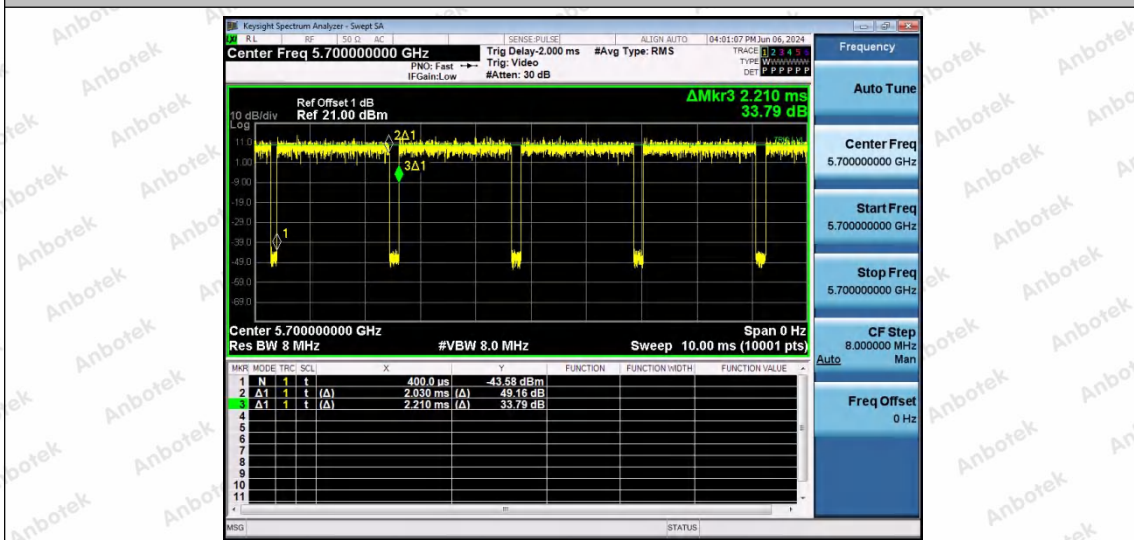 Keysight Spectrum Analyzer - Swept SA
RL RF 50 Ω AC SENSE:PULSE ALIGN AUTO 04:01:07 PM Jun 06, 2024
Center Freq 5.700000000 GHz
PNO: Fast
IFGain:Low
Trig Delay-2.000 ms
Trig: Video
#Atten: 30 dB
#Avg Type: RMS
TRACE 1 2 3 4 5 6
TYPE WWWWWW
DET P P P P P P
ΔMkr3 2.210 ms
33.79 dB
Ref Offset 1 dB
10 dB/div Ref 21.00 dBm
Log
11.0
1.00
-9.00
-19.0
-29.0
-39.0
-49.0
-59.0
-69.0
2Δ1
3Δ1
1
Center 5.700000000 GHz Span 0 Hz
Res BW 8 MHz #VBW 8.0 MHz Sweep 10.00 ms (10001 pts)
MKR MODE TRC SCL X Y FUNCTION FUNCTION WIDTH FUNCTION VALUE
1 N 1 t 400.0 µs -43.58 dBm
2 Δ1 1 t (Δ) 2.030 ms (Δ) 49.16 dB
3 Δ1 1 t (Δ) 2.210 ms (Δ) 33.79 dB
4
5
6
7
8
9
10
11
MSG STATUS
Frequency
Auto Tune
Center Freq
5.700000000 GHz
Start Freq
5.700000000 GHz
Stop Freq
5.700000000 GHz
CF Step
8.000000 MHz
Auto Man
Freq Offset
0 Hz
Anbotek